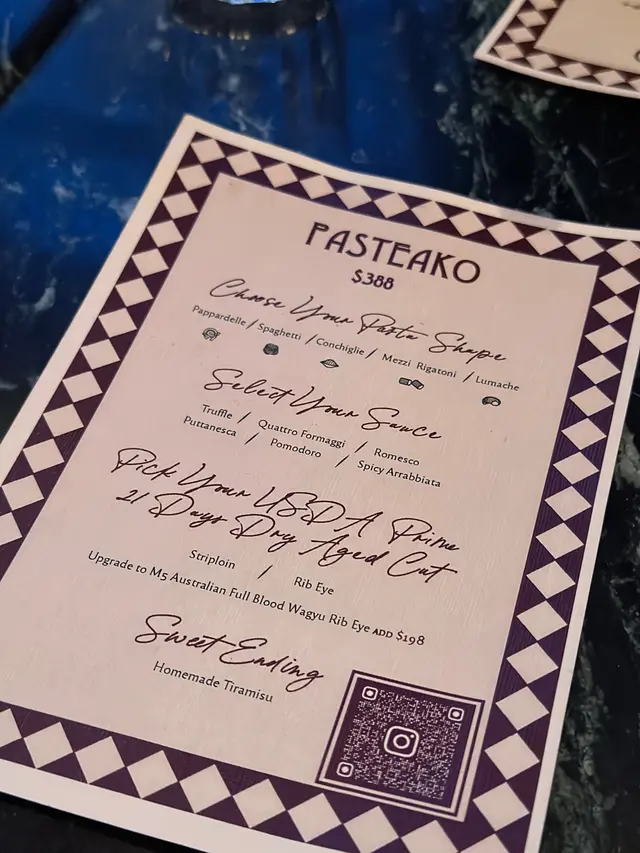 PASTEAKO
$388
Choose Your Pasta Shape
Pappardelle / Spaghetti / Conchiglie / Mezzi Rigatoni / Lumache
Select Your Sauce
Truffle / Quattro Formaggi / Romesco
Puttanesca / Pomodoro / Spicy Arrabbiata
Pick Your USDA Prime
21 Days Dry Aged Cut
Striploin / Rib Eye
Upgrade to M5 Australian Full Blood Wagyu Rib Eye ADD $198
Sweet Ending
Homemade Tiramisu